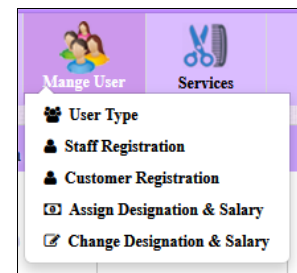 Mange User
Services
User Type
Staff Registration
Customer Registration
Assign Designation & Salary
Change Designation & Salary